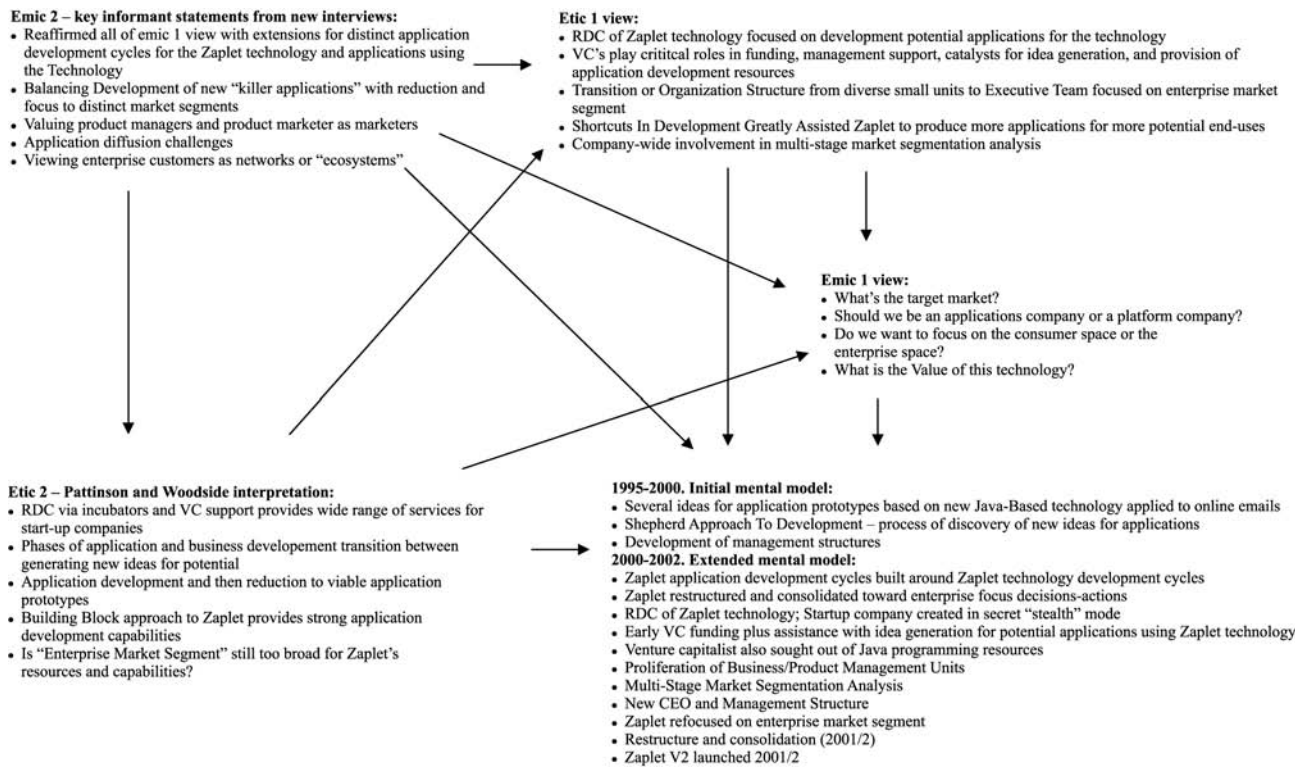 Emic 2 – key informant statements from new interviews:
• Reaffirmed all of emic 1 view with extensions for distinct application
development cycles for the Zaplet technology and applications using
the Technology
• Balancing Development of new “killer applications” with reduction and
focus to distinct market segments
• Valuing product managers and product marketer as marketers
• Application diffusion challenges
• Viewing enterprise customers as networks or “ecosystems”
Etic 1 view:
• RDC of Zaplet technology focused on development potential applications for the technology
• VC’s play crititcal roles in funding, management support, catalysts for idea generation, and provision of
application development resources
• Transition or Organization Structure from diverse small units to Executive Team focused on enterprise market
segment
• Shortcuts In Development Greatly Assisted Zaplet to produce more applications for more potential end-uses
• Company-wide involvement in multi-stage market segmentation analysis
Emic 1 view:
• What’s the target market?
• Should we be an applications company or a platform company?
• Do we want to focus on the consumer space or the
enterprise space?
• What is the Value of this technology?
Etic 2 – Pattinson and Woodside interpretation:
• RDC via incubators and VC support provides wide range of services for
start-up companies
• Phases of application and business developement transition between
generating new ideas for potential
• Application development and then reduction to viable application
prototypes
• Building Block approach to Zaplet provides strong application
development capabilities
• Is “Enterprise Market Segment” still too broad for Zaplet’s
resources and capabilities?
1995-2000. Initial mental model:
• Several ideas for application prototypes based on new Java-Based technology applied to online emails
• Shepherd Approach To Development – process of discovery of new ideas for applications
• Development of management structures
2000-2002. Extended mental model:
• Zaplet application development cycles built around Zaplet technology development cycles
• Zaplet restructured and consolidated toward enterprise focus decisions-actions
• RDC of Zaplet technology; Startup company created in secret “stealth” mode
• Early VC funding plus assistance with idea generation for potential applications using Zaplet technology
• Venture capitalist also sought out of Java programming resources
• Proliferation of Business/Product Management Units
• Multi-Stage Market Segmentation Analysis
• New CEO and Management Structure
• Zaplet refocused on enterprise market segment
• Restructure and consolidation (2001/2)
• Zaplet V2 launched 2001/2